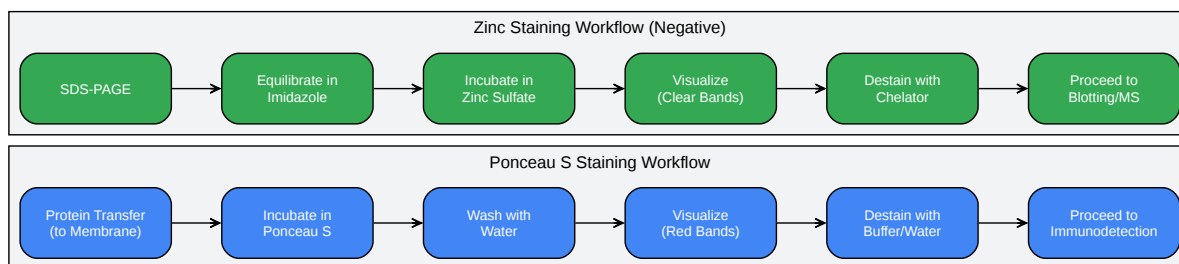 Zinc Staining Workflow (Negative)
SDS-PAGE
Equilibrate in
Imidazole
Incubate in
Zinc Sulfate
Visualize
(Clear Bands)
Destain with
Chelator
Proceed to
Blotting/MS
Ponceau S Staining Workflow
Protein Transfer
(to Membrane)
Incubate in
Ponceau S
Wash with
Water
Visualize
(Red Bands)
Destain with
Buffer/Water
Proceed to
Immunodetection